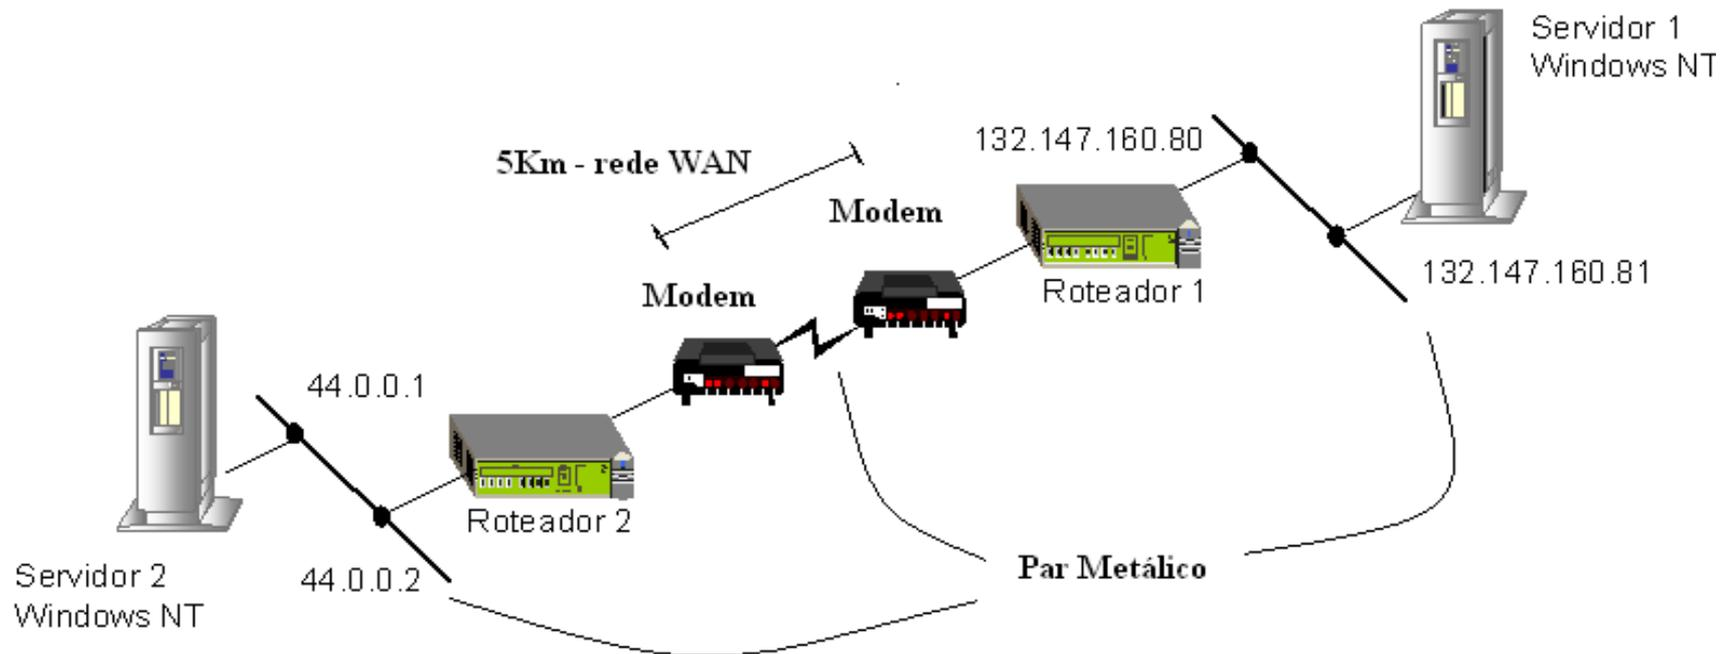 Servidor 1
Windows NT
132.147.160.80
5Km - rede WAN
Modem
132.147.160.81
Roteador 1
Modem
44.0.0.1
Roteador 2
Par Metálico
Servidor 2
Windows NT
44.0.0.2